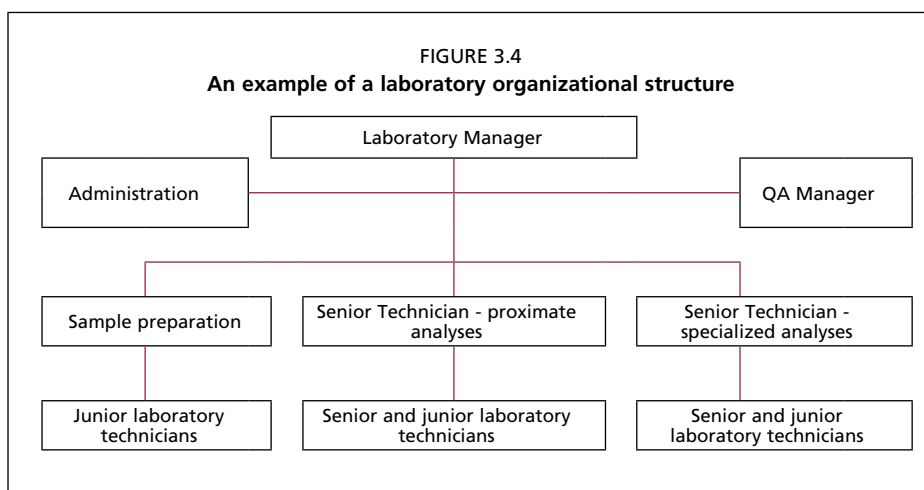 FIGURE 3.4
An example of a laboratory organizational structure
Laboratory Manager
Administration
QA Manager
Sample preparation
Senior Technician - proximate
analyses
Senior Technician -
specialized analyses
Junior laboratory
technicians
Senior and junior laboratory
technicians
Senior and junior
laboratory technicians